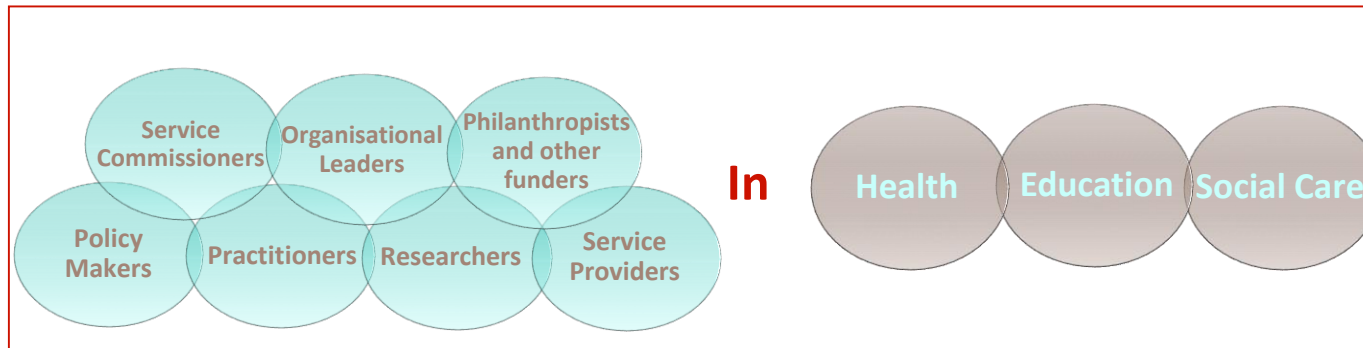 Service
Commissioners
Organisational
Leaders
Philanthropists
and other
funders
Policy
Makers
Practitioners
Researchers
Service
Providers
In
Health
Education
Social Care